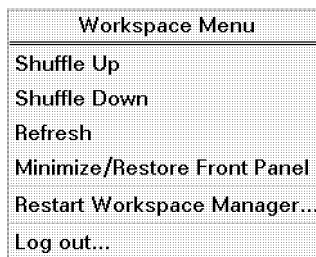 Workspace Menu
Shuffle Up
Shuffle Down
Refresh
Minimize/Restore Front Panel
Restart Workspace Manager...
Log out...